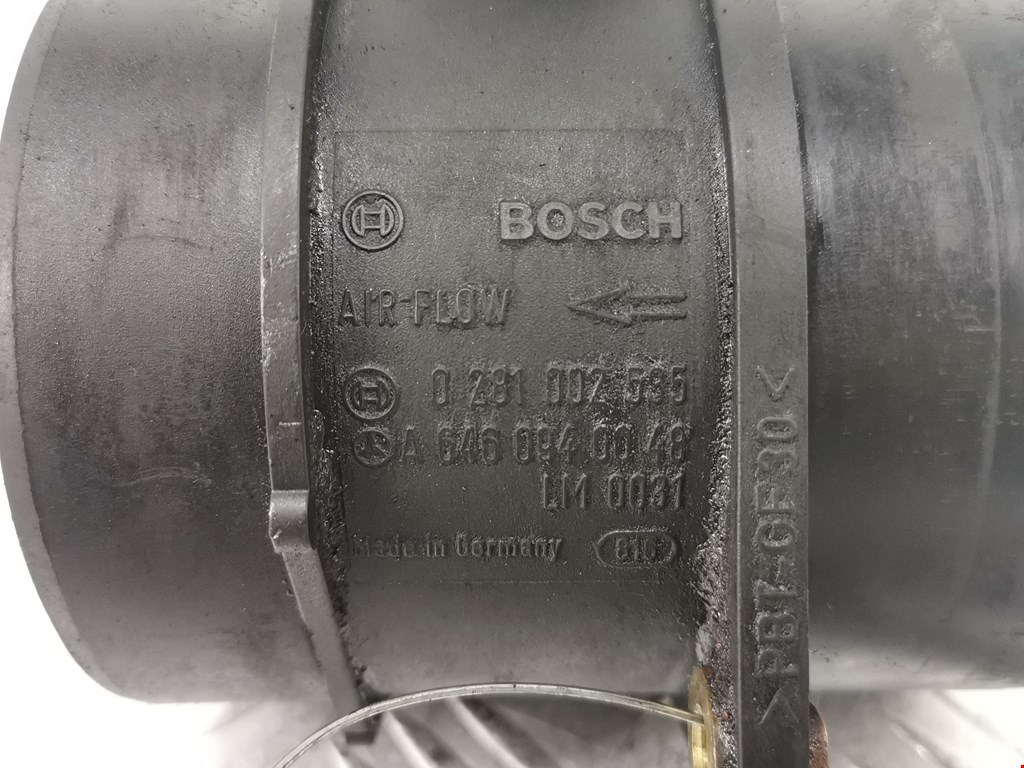 BOSCH
AIR-FLOW
0 281 002 535
A 646 094 00 48
LM 0031
Made in Germany
>PBT-GF30<